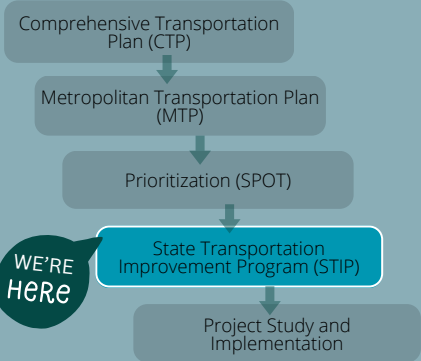 Comprehensive Transportation
Plan (CTP)
Metropolitan Transportation Plan
(MTP)
Prioritization (SPOT)
State Transportation
Improvement Program (STIP)
WE'RE
HeRe
Project Study and
Implementation